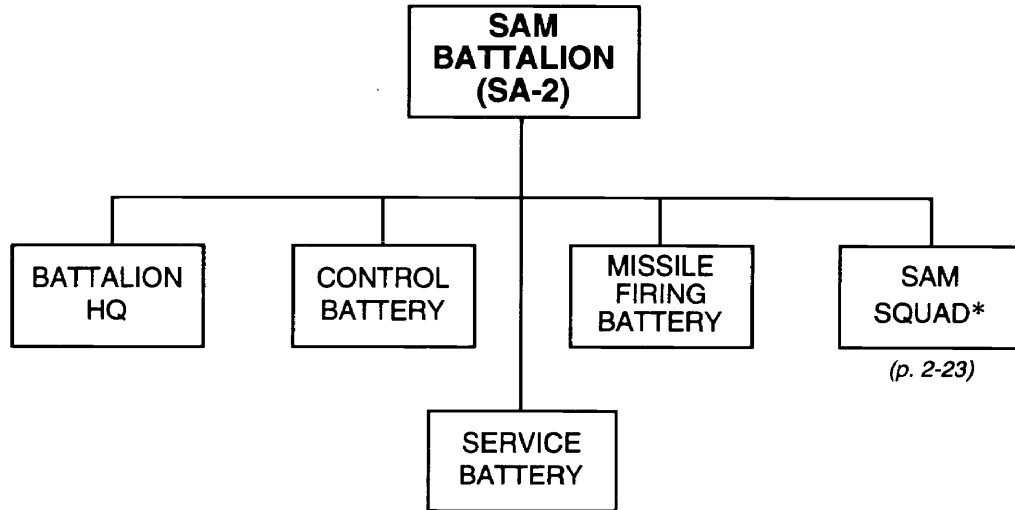 SAM
BATTALION
(SA-2)
BATTALION
HQ
CONTROL
BATTERY
MISSILE
FIRING
BATTERY
SAM
SQUAD*
(p. 2-23)
SERVICE
BATTERY